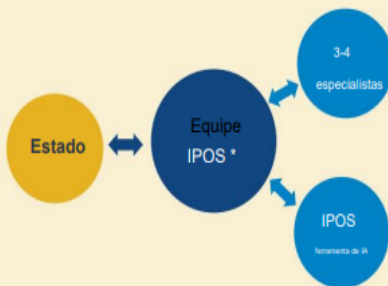 3-4
especialistas
Estado
Equipe
IPOS *
IPOS
ferramenta de IA